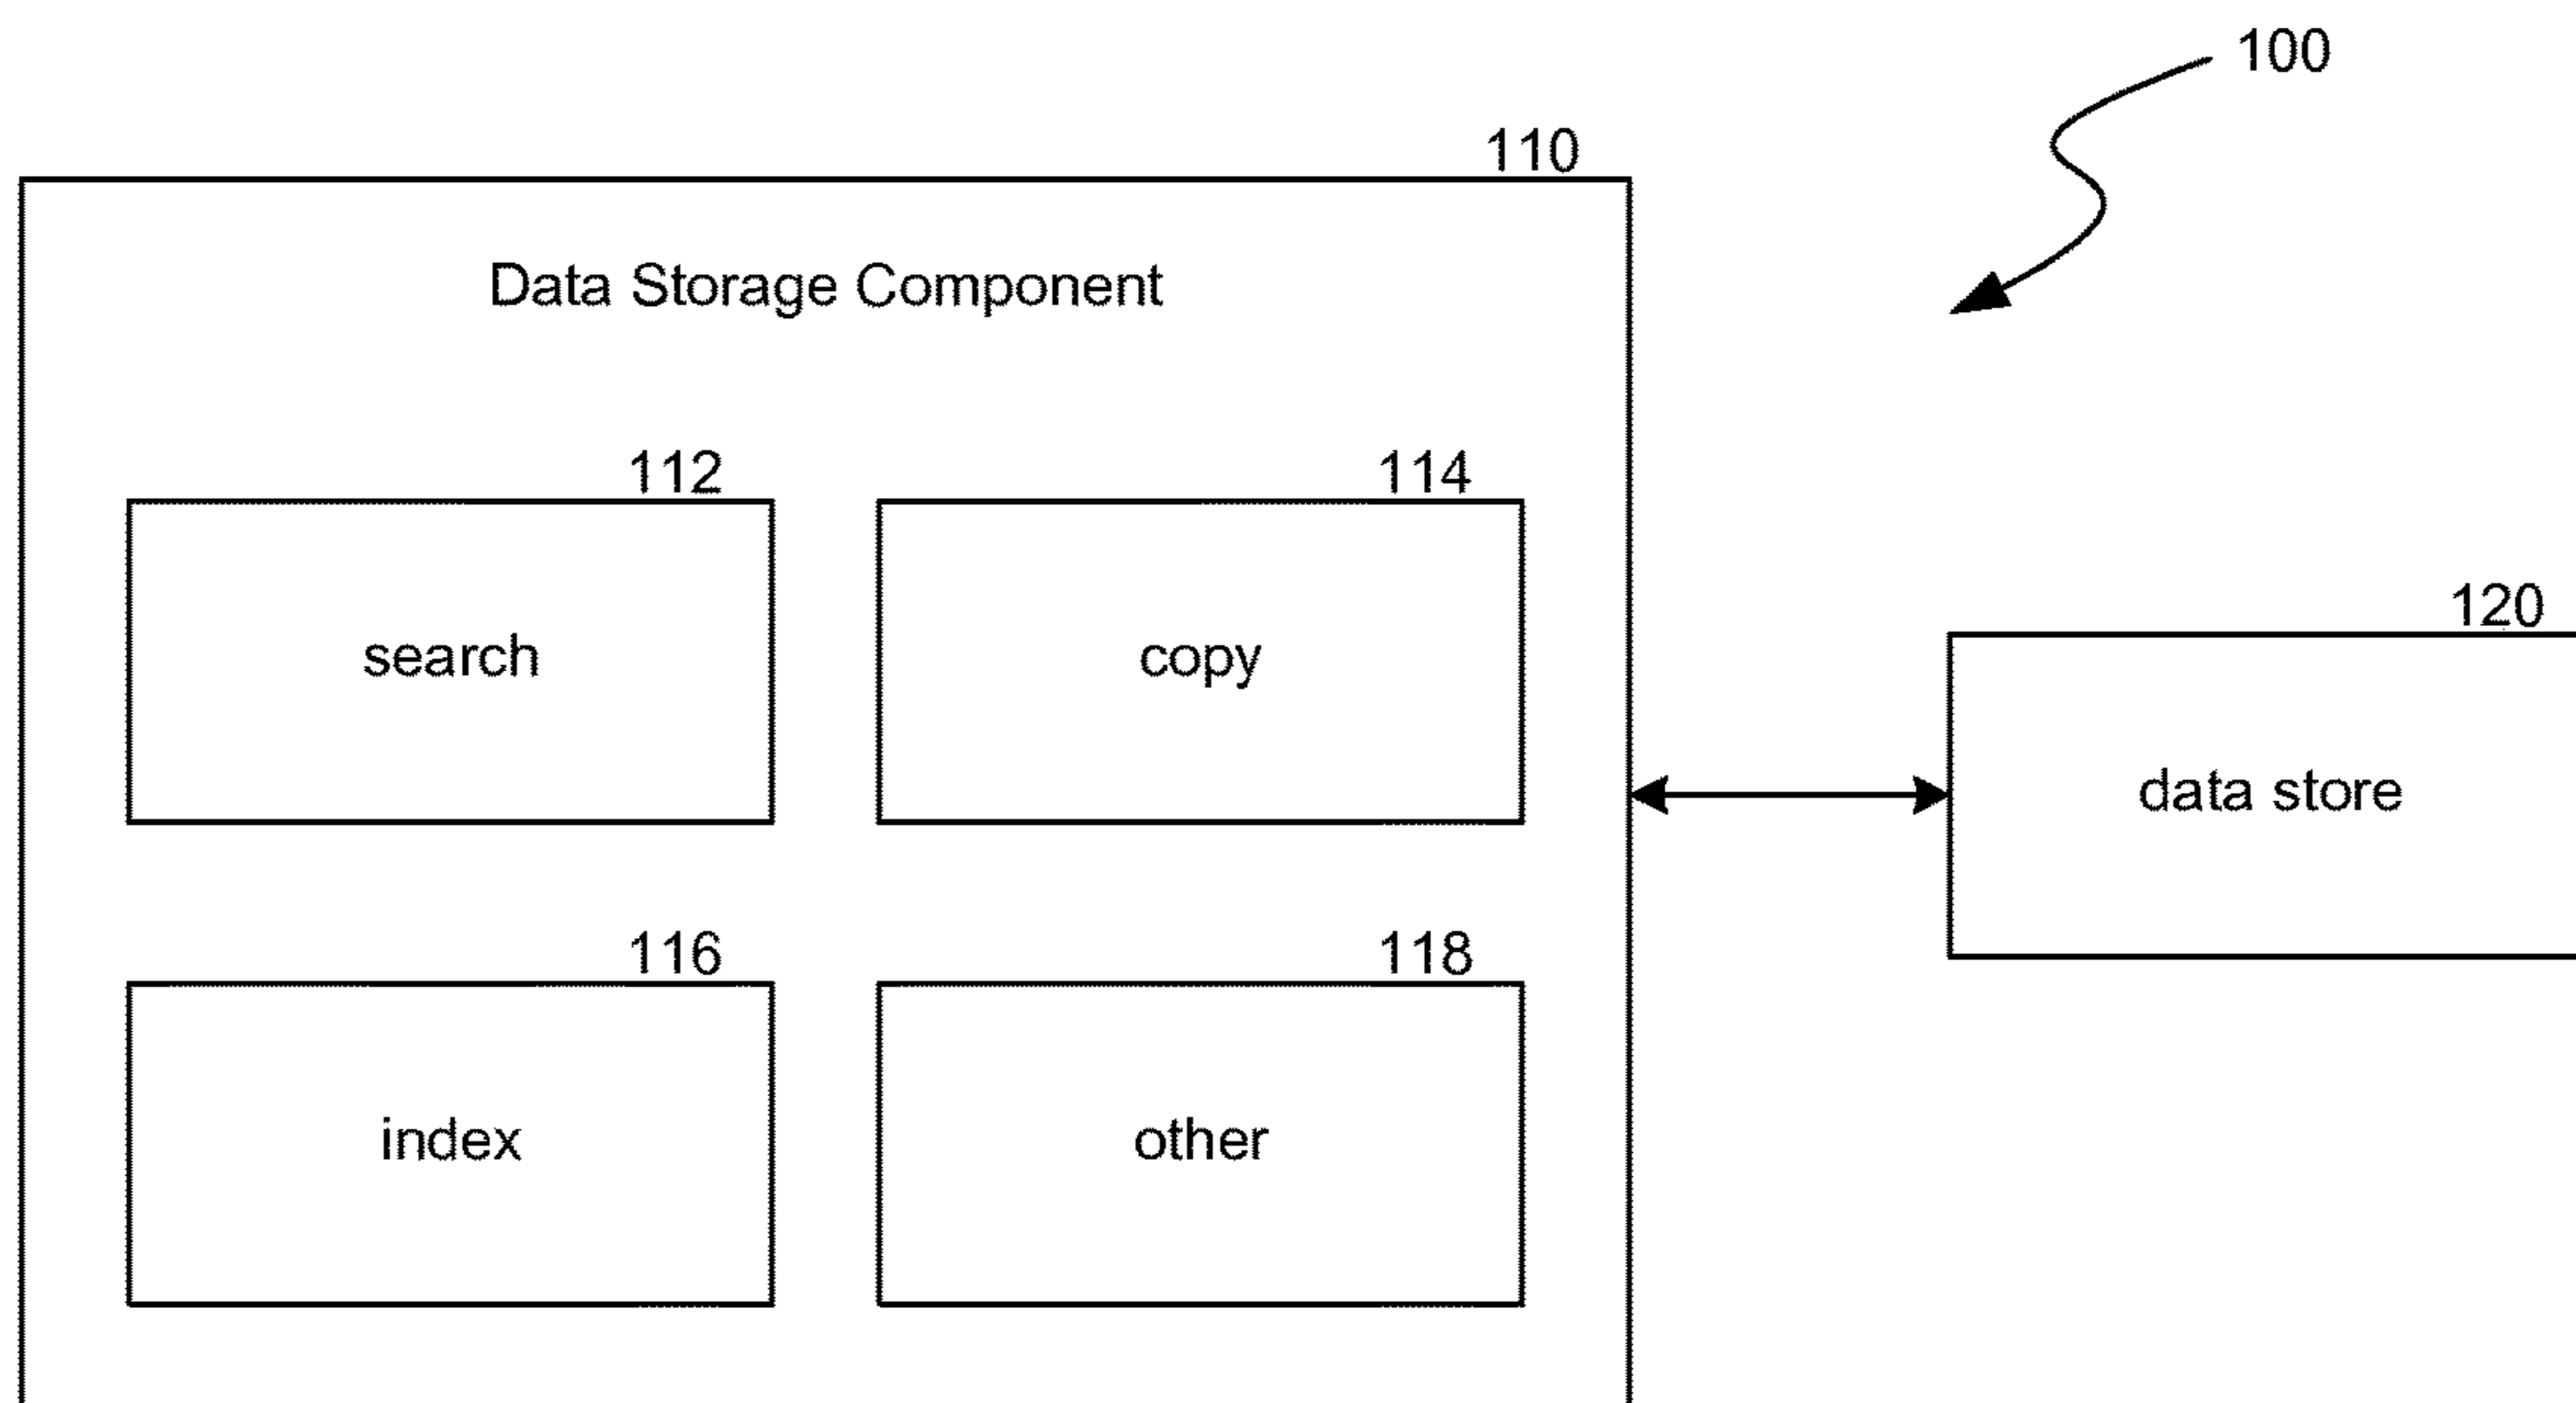 100
110
Data Storage Component
112
114
search
copy
120
data store
116
118
index
other